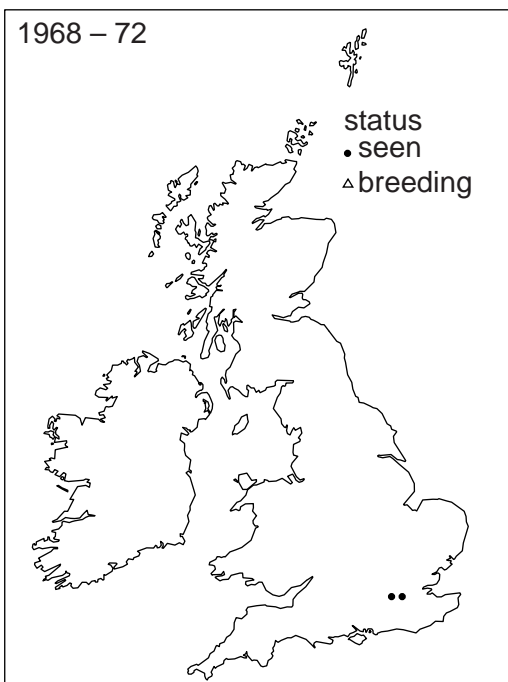 1968 – 72
status
seen
breeding